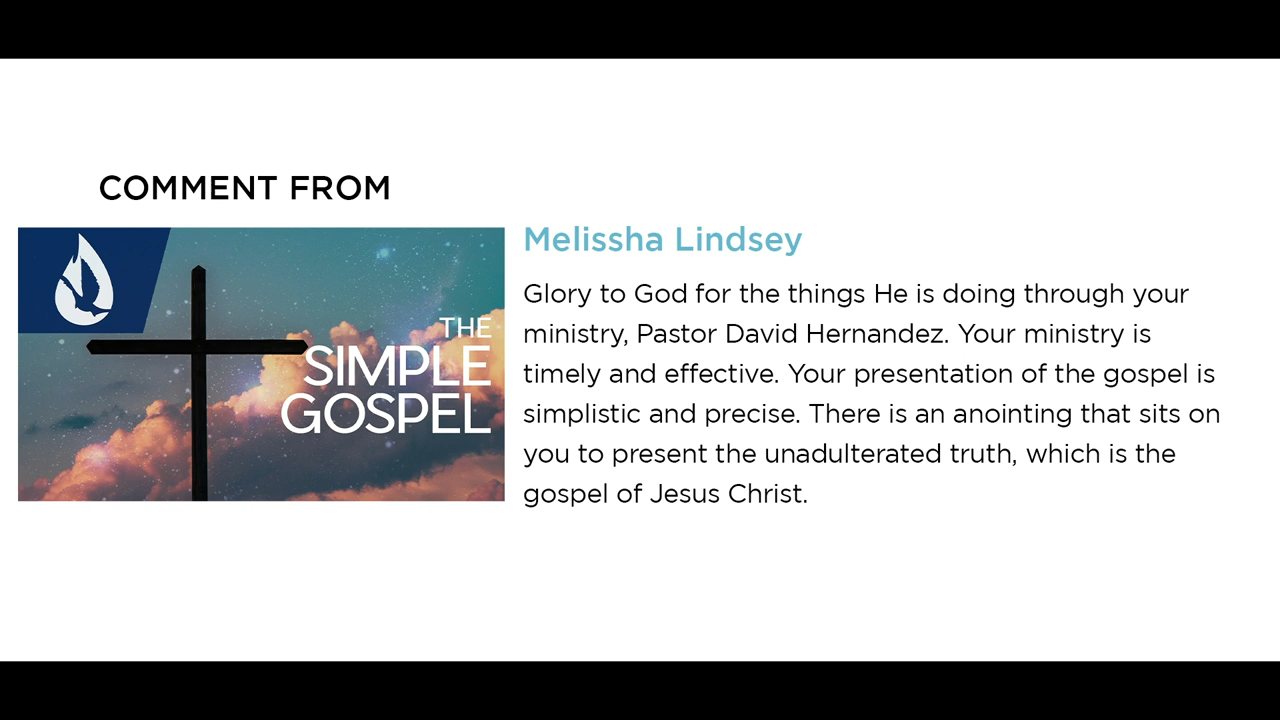 COMMENT FROM
THE
SIMPLE
GOSPEL
Melissha Lindsey
Glory to God for the things He is doing through your
ministry, Pastor David Hernandez. Your ministry is
timely and effective. Your presentation of the gospel is
simplistic and precise. There is an anointing that sits on
you to present the unadulterated truth, which is the
gospel of Jesus Christ.